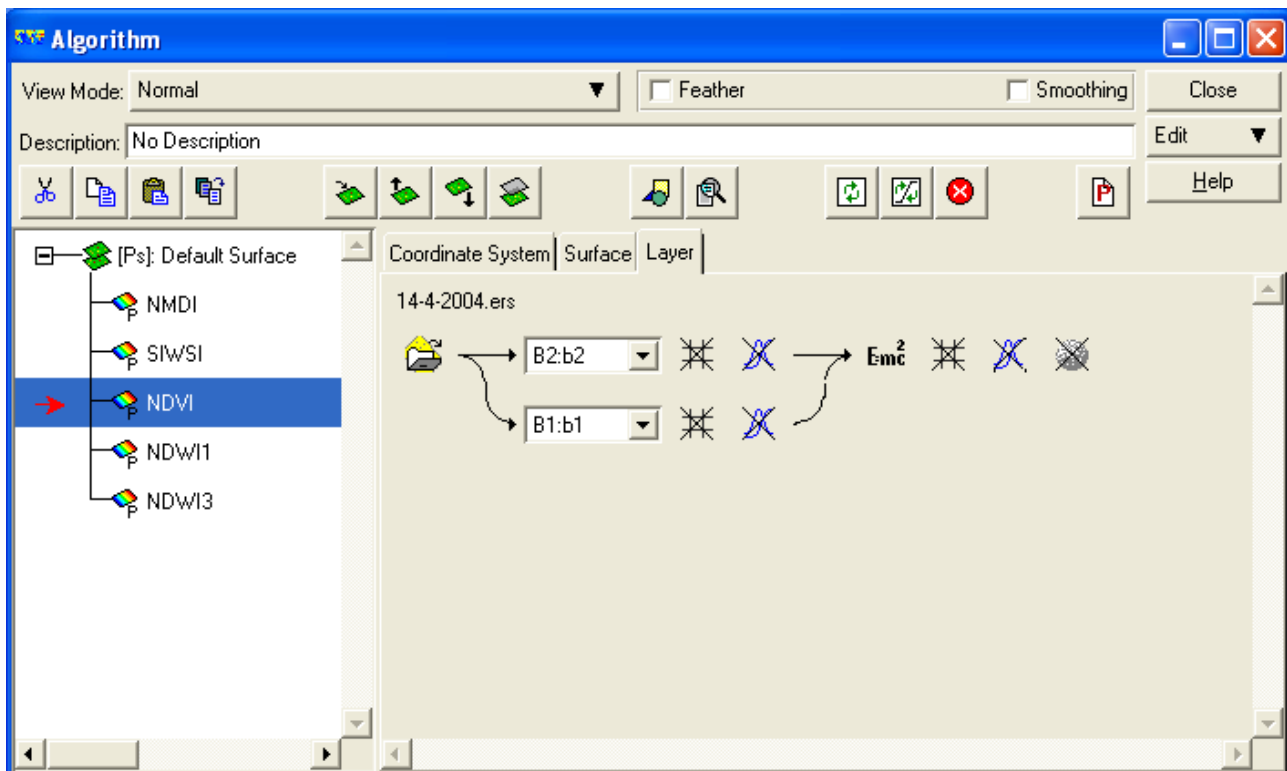 Algorithm
View Mode: Normal Feather Smoothing Close
Description: No Description Edit
Help
[Ps]: Default Surface
Coordinate System Surface Layer
NMDI
14-4-2004.ers
SIWSI
B2:b2 E=mc2
NDVI
B1:b1
NDWI1
NDWI3